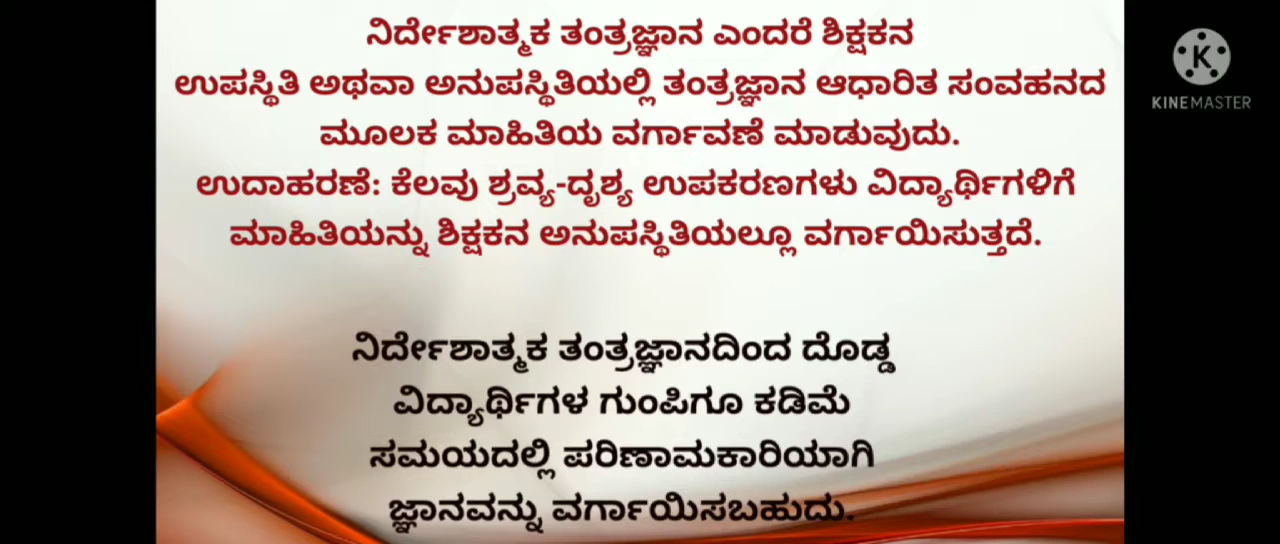 ನಿರ್ದೇಶಾತ್ಮಕ ತಂತ್ರಜ್ಞಾನ ಎಂದರೆ ಶಿಕ್ಷಕನ
ಉಪಸ್ಥಿತಿ ಅಥವಾ ಅನುಪಸ್ಥಿತಿಯಲ್ಲಿ ತಂತ್ರಜ್ಞಾನ ಆಧಾರಿತ ಸಂವಹನದ
ಮೂಲಕ ಮಾಹಿತಿಯ ವರ್ಗಾವಣೆ ಮಾಡುವುದು.
ಉದಾಹರಣೆ: ಕೆಲವು ಶ್ರವ್ಯ-ದೃಶ್ಯ ಉಪಕರಣಗಳು ವಿದ್ಯಾರ್ಥಿಗಳಿಗೆ
ಮಾಹಿತಿಯನ್ನು ಶಿಕ್ಷಕನ ಅನುಪಸ್ಥಿತಿಯಲ್ಲೂ ವರ್ಗಾಯಿಸುತ್ತದೆ.
ನಿರ್ದೇಶಾತ್ಮಕ ತಂತ್ರಜ್ಞಾನದಿಂದ ದೊಡ್ಡ
ವಿದ್ಯಾರ್ಥಿಗಳ ಗುಂಪಿಗೂ ಕಡಿಮೆ
ಸಮಯದಲ್ಲಿ ಪರಿಣಾಮಕಾರಿಯಾಗಿ
ಜ್ಞಾನವನ್ನು ವರ್ಗಾಯಿಸಬಹುದು.
K
KINEMASTER